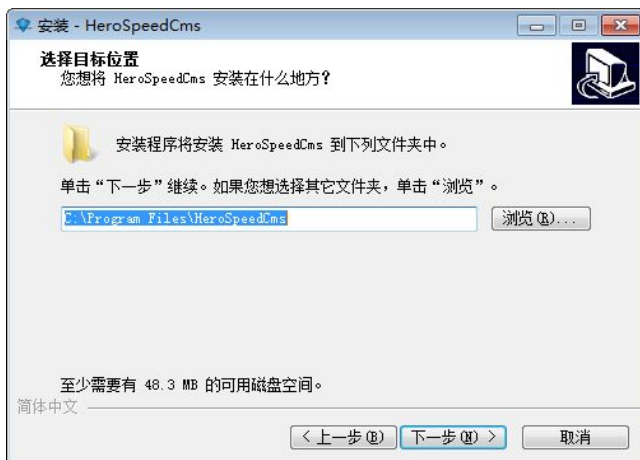 安装 - HeroSpeedCms
选择目标位置
您想将 HeroSpeedCms 安装在什么地方?
安装程序将安装 HeroSpeedCms 到下列文件夹中。
单击“下一步”继续。如果您想选择其它文件夹，单击“浏览”。
C:\Program Files\HeroSpeedCms
浏览(R)...
至少需要有 48.3 MB 的可用磁盘空间。
简体中文
< 上一步(B) 下一步(N) > 取消